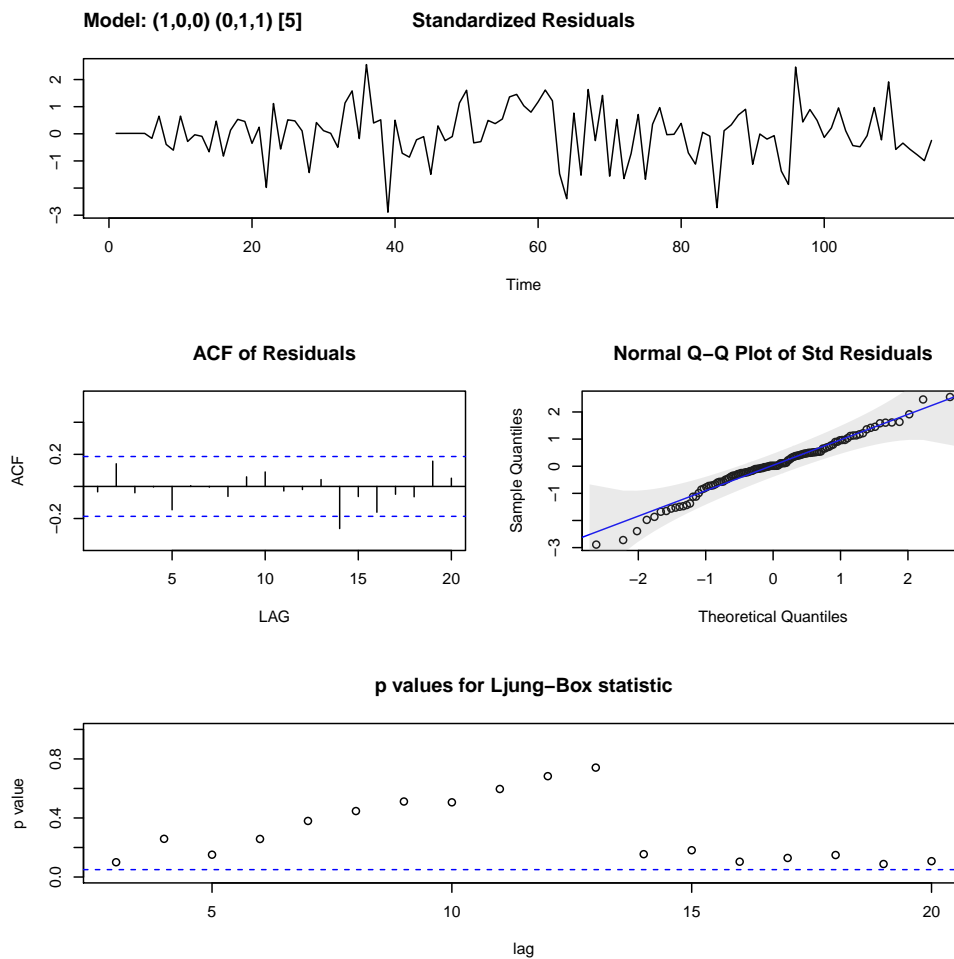 Model: (1,0,0) (0,1,1) [5] Standardized Residuals
2
1
0
−1
−3
0 20 40 60 80 100
Time
ACF of Residuals
ACF
0.2
−0.2
5 10 15 20
LAG
Normal Q−Q Plot of Std Residuals
Sample Quantiles
2
1
0
−1
−3
−2 −1 0 1 2
Theoretical Quantiles
p values for Ljung−Box statistic
p value
0.8
0.4
0.0
5 10 15 20
lag